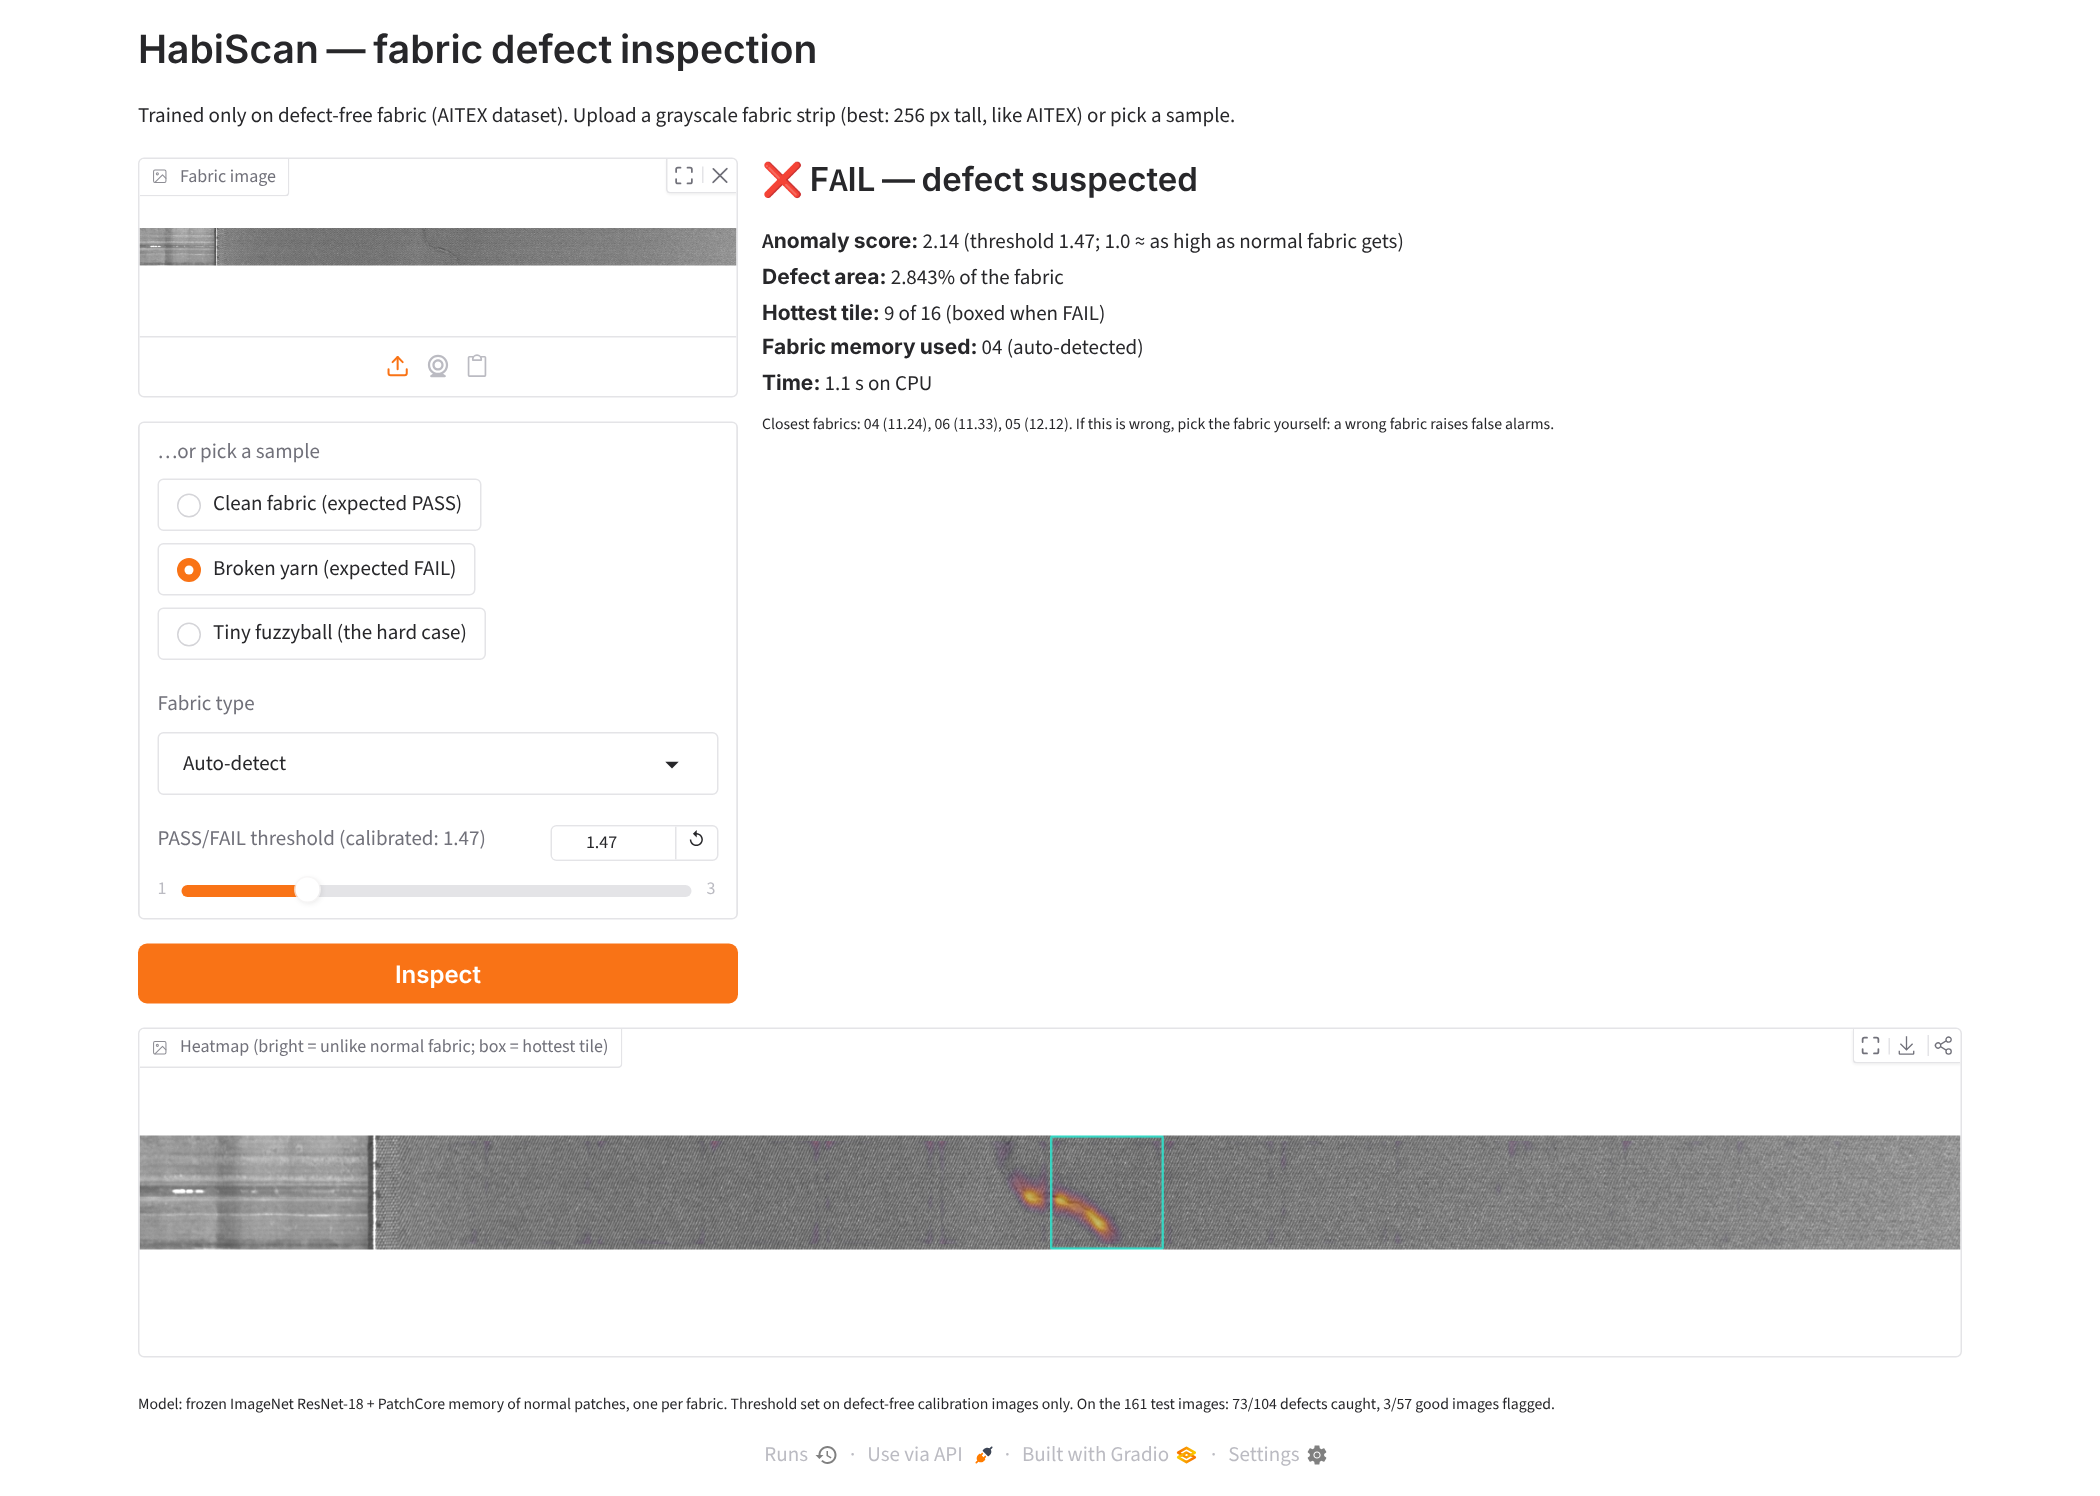 HabiScan — fabric defect inspection
Trained only on defect-free fabric (AITEX dataset). Upload a grayscale fabric strip (best: 256 px tall, like AITEX) or pick a sample.
Fabric image
❌ FAIL — defect suspected
Anomaly score: 2.14 (threshold 1.47; 1.0 ≈ as high as normal fabric gets)
Defect area: 2.843% of the fabric
Hottest tile: 9 of 16 (boxed when FAIL)
Fabric memory used: 04 (auto-detected)
Time: 1.1 s on CPU
Closest fabrics: 04 (11.24), 06 (11.33), 05 (12.12). If this is wrong, pick the fabric yourself: a wrong fabric raises false alarms.
…or pick a sample
Clean fabric (expected PASS)
Broken yarn (expected FAIL)
Tiny fuzzyball (the hard case)
Fabric type
Auto-detect
PASS/FAIL threshold (calibrated: 1.47)
1.47
1
3
Inspect
Heatmap (bright = unlike normal fabric; box = hottest tile)
Model: frozen ImageNet ResNet-18 + PatchCore memory of normal patches, one per fabric. Threshold set on defect-free calibration images only. On the 161 test images: 73/104 defects caught, 3/57 good images flagged.
Runs · Use via API · Built with Gradio · Settings